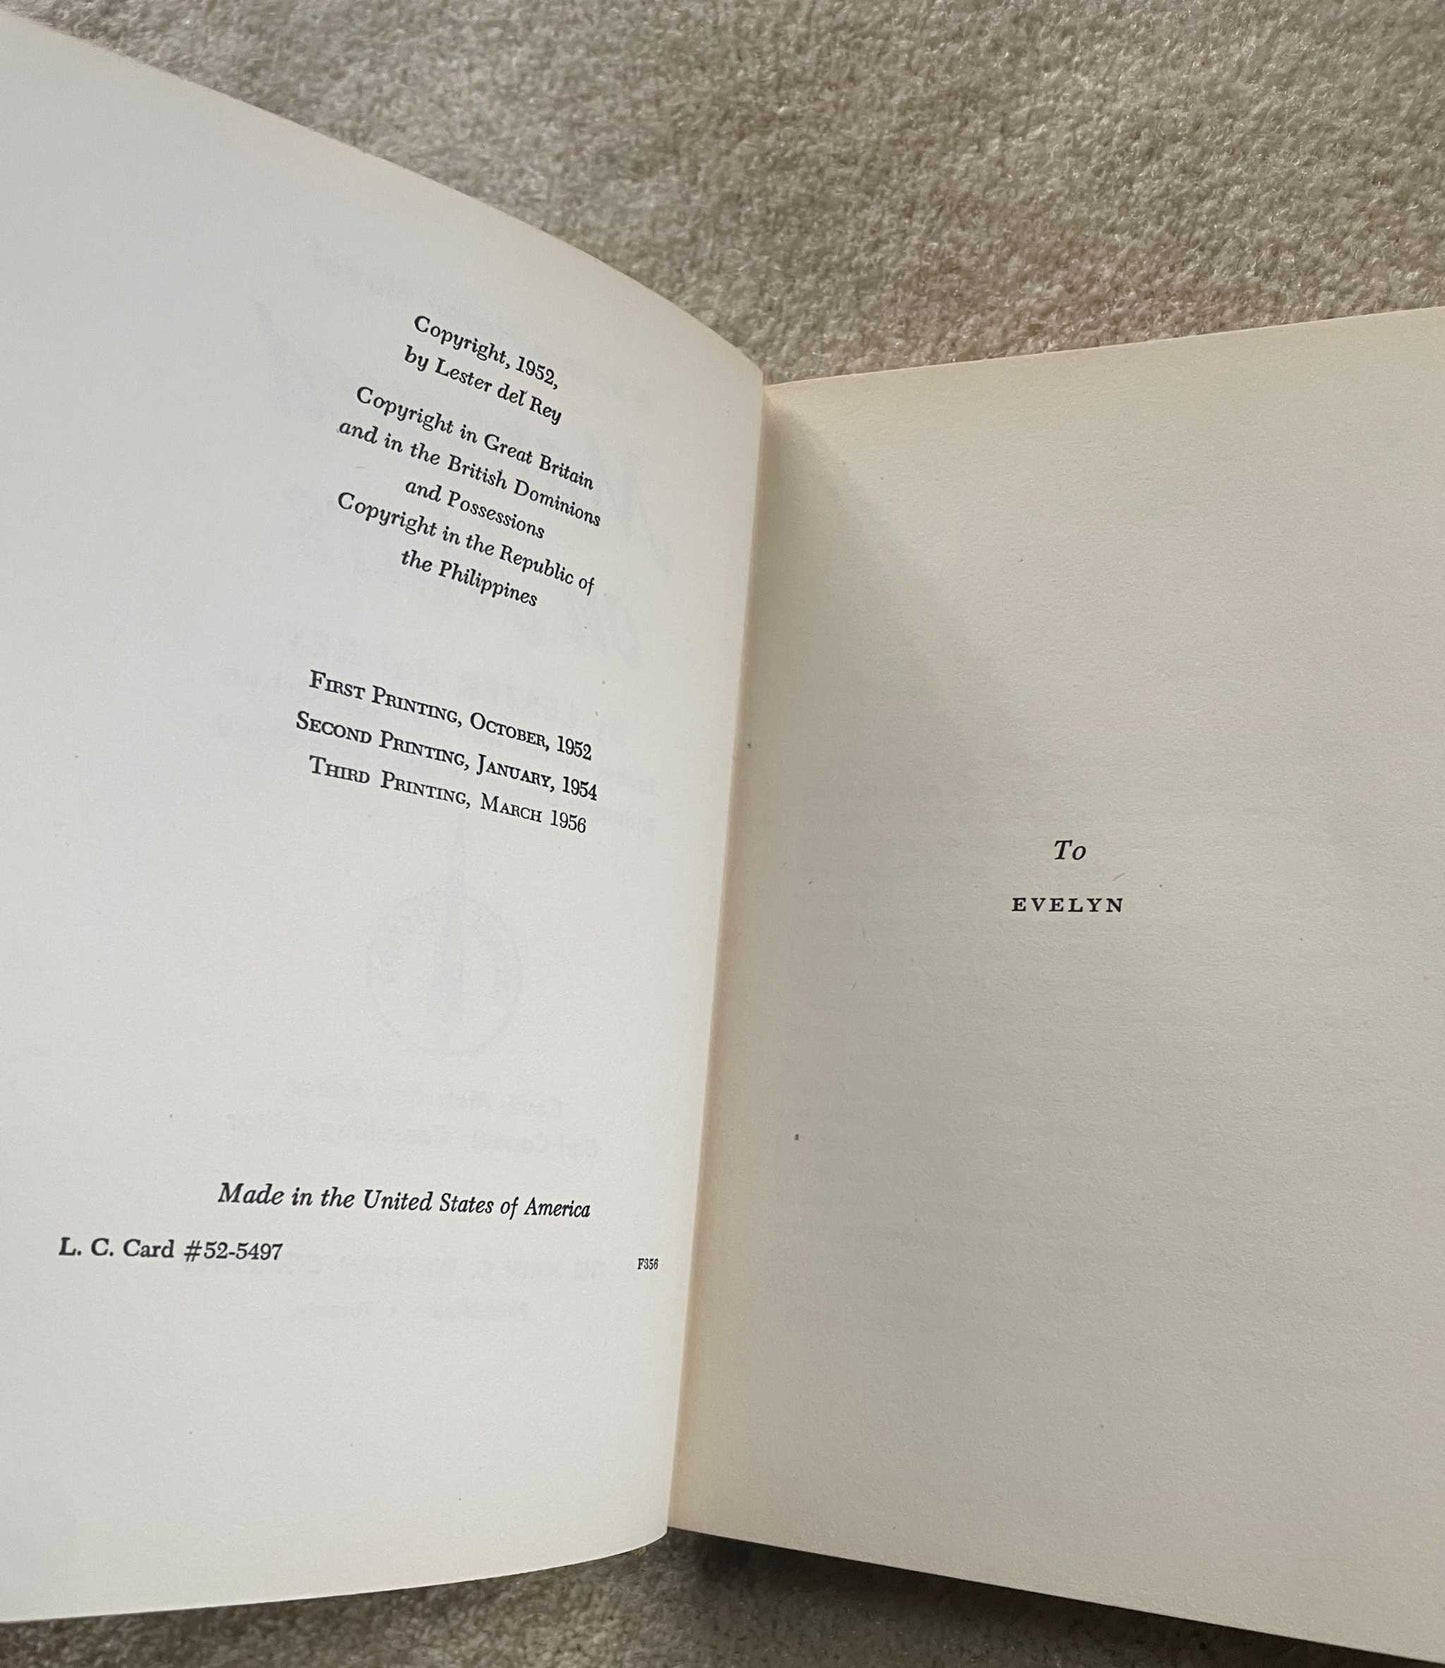 Copyright, 1952,
by Lester del Rey
Copyright in Great Britain
and in the British Dominions
and Possessions
Copyright in the Republic of
the Philippines
First Printing, October, 1952
Second Printing, January, 1954
Third Printing, March 1956
Made in the United States of America
L. C. Card #52-5497
F356
To
EVELYN